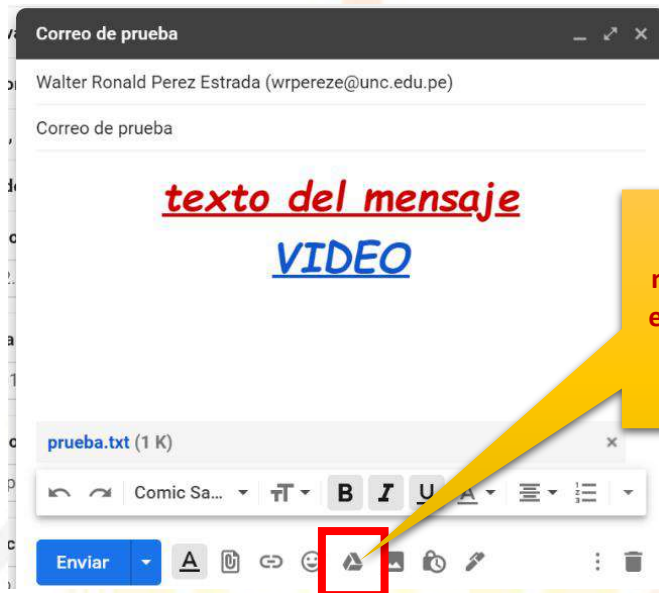 Correo de prueba
Walter Ronald Perez Estrada (wrpereze@unc.edu.pe)
Correo de prueba
texto del mensaje
VIDEO
prueba.txt (1 K)
Comic Sa...
B I U A
Enviar A